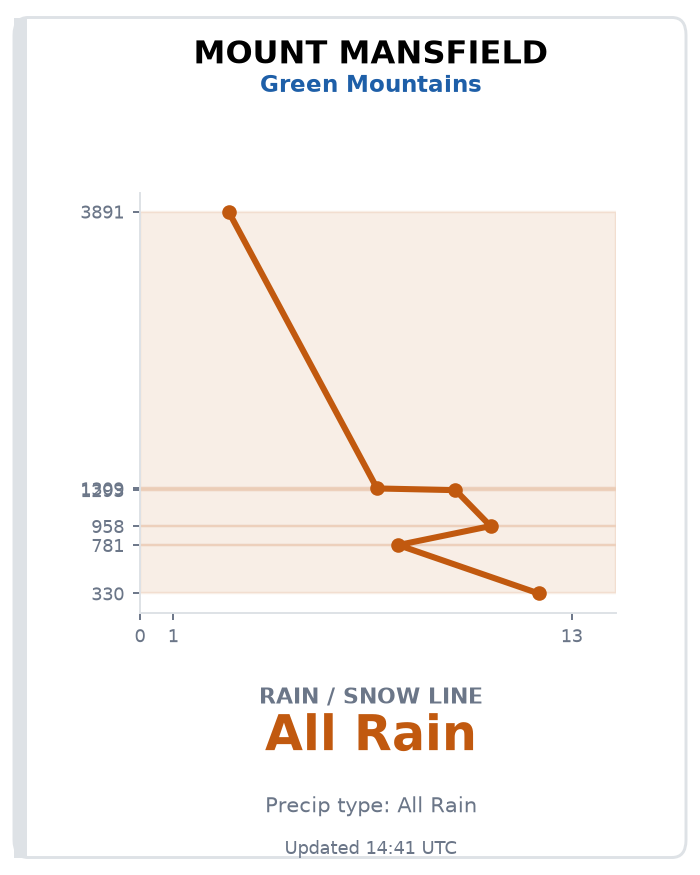 MOUNT MANSFIELD
Green Mountains
3891
958
781
330
0 1 13
RAIN / SNOW LINE
All Rain
Precip type: All Rain
Updated 14:41 UTC